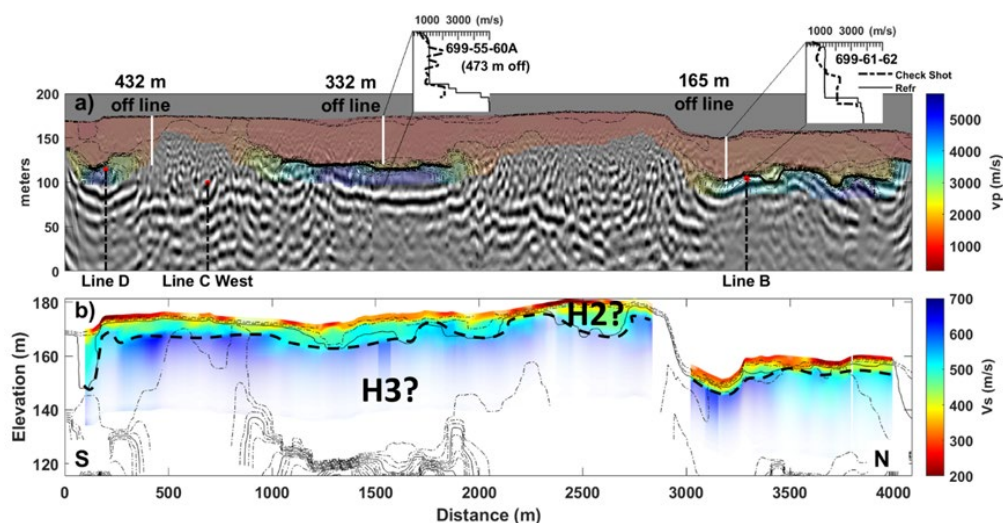 1000 3000 (m/s)
699-55-60A
(473 m off)
1000 3000 (m/s)
699-61-62
Check Shot
Refr
432 m
off line
332 m
off line
165 m
off line
a)
200
150
100
50
0
meters
Line D
Line C West
Line B
5000
4000
3000
2000
1000
vp (m/s)
b)
H2?
H3?
S
N
180
160
140
120
Elevation (m)
0 500 1000 1500 2000 2500 3000 3500 4000
Distance (m)
700
600
500
400
300
200
Vs (m/s)